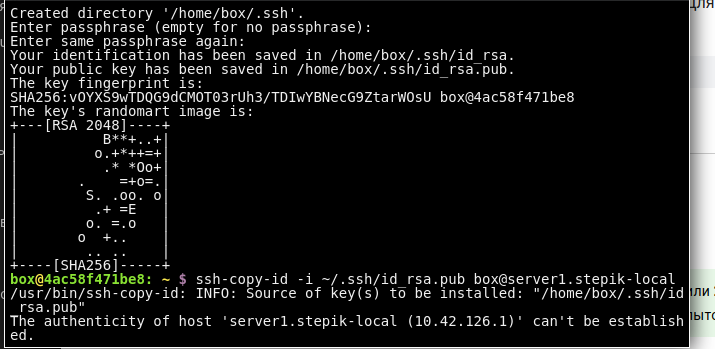 Created directory '/home/box/.ssh'.
Enter passphrase (empty for no passphrase):
Enter same passphrase again:
Your identification has been saved in /home/box/.ssh/id_rsa.
Your public key has been saved in /home/box/.ssh/id_rsa.pub.
The key fingerprint is:
SHA256:vOYXS9wTDQG9dCMOT03rUh3/TDIwYBNecG9ZtarWOsU box@4ac58f471be8
The key's randomart image is:
+---[RSA 2048]----+
|          B**+..+|
|         o.+*++=+|
|          .* *Oo+|
|       .    =+o=.|
|        S. .oo. o|
|         .+ =E   |
|        o. =.o   |
|       o  +..    |
|        .. ..    |
+----[SHA256]-----+
box@4ac58f471be8: ~ $ ssh-copy-id -i ~/.ssh/id_rsa.pub box@server1.stepik-local
/usr/bin/ssh-copy-id: INFO: Source of key(s) to be installed: "/home/box/.ssh/id
_rsa.pub"
The authenticity of host 'server1.stepik-local (10.42.126.1)' can't be establish
ed.